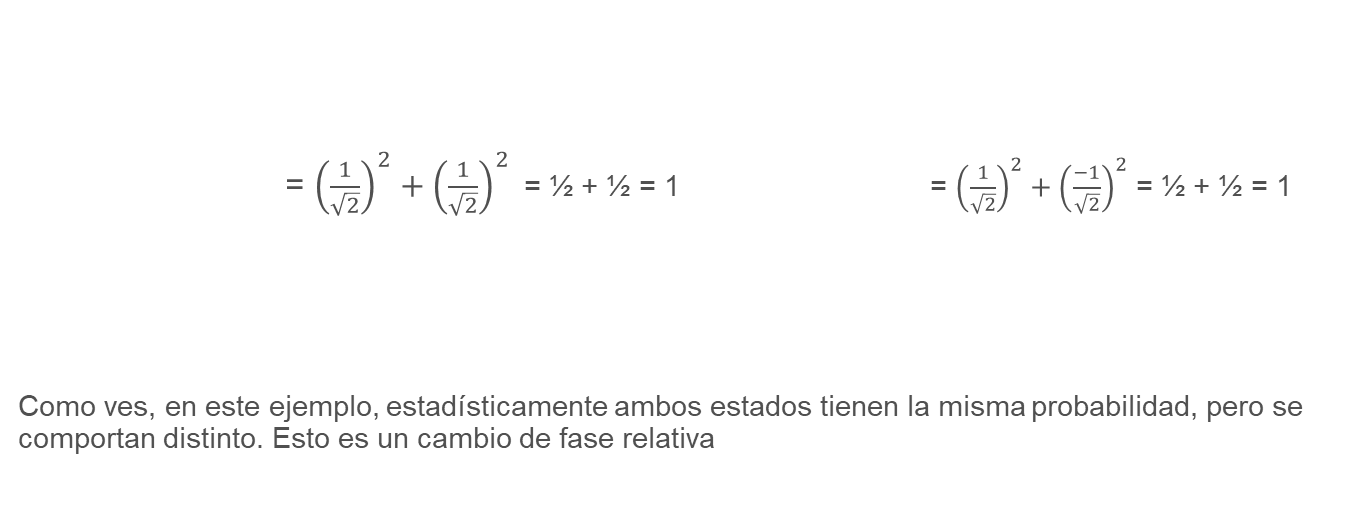 = (1/√2)² + (1/√2)² = ½ + ½ = 1
= (1/√2)² + (−1/√2)² = ½ + ½ = 1
Como ves, en este ejemplo, estadísticamente ambos estados tienen la misma probabilidad, pero se
comportan distinto. Esto es un cambio de fase relativa